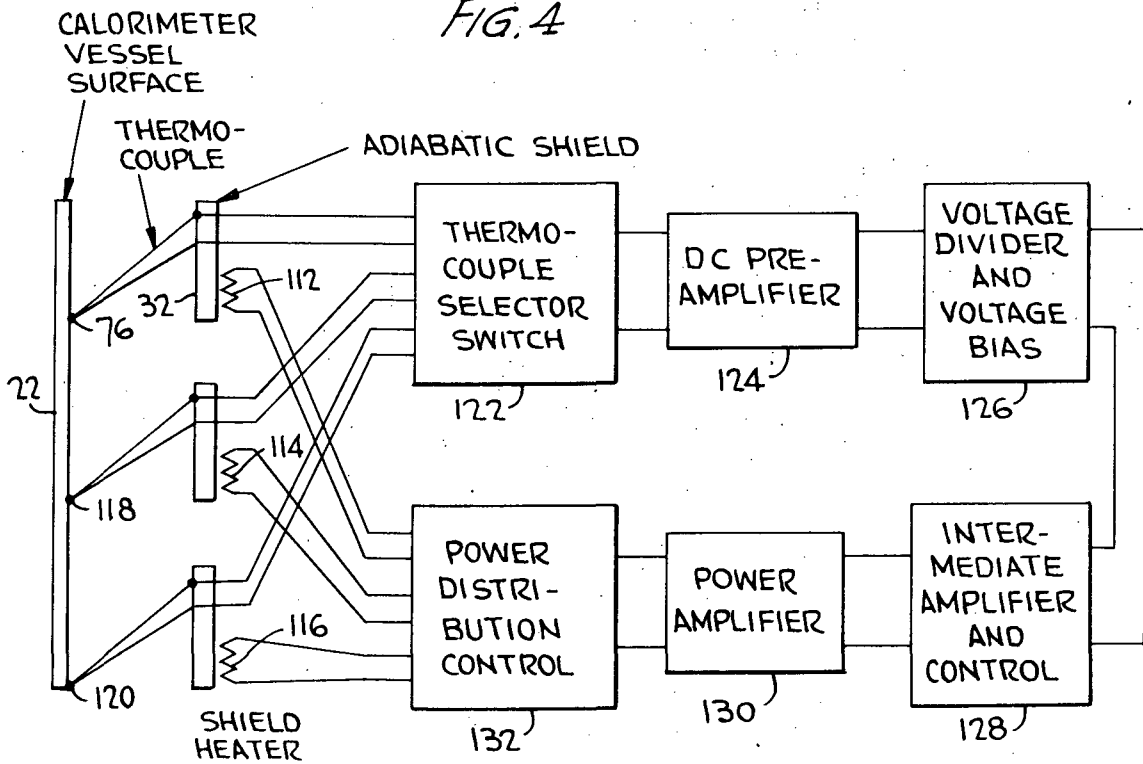 FIG. 4
CALORIMETER
VESSEL
SURFACE
THERMO-
COUPLE
ADIABATIC SHIELD
32
112
76
22
114
118
116
120
SHIELD
HEATER
THERMO-
COUPLE
SELECTOR
SWITCH
122
DC PRE-
AMPLIFIER
124
VOLTAGE
DIVIDER
AND
VOLTAGE
BIAS
126
POWER
DISTRI-
BUTION
CONTROL
132
POWER
AMPLIFIER
130
INTER-
MEDIATE
AMPLIFIER
AND
CONTROL
128